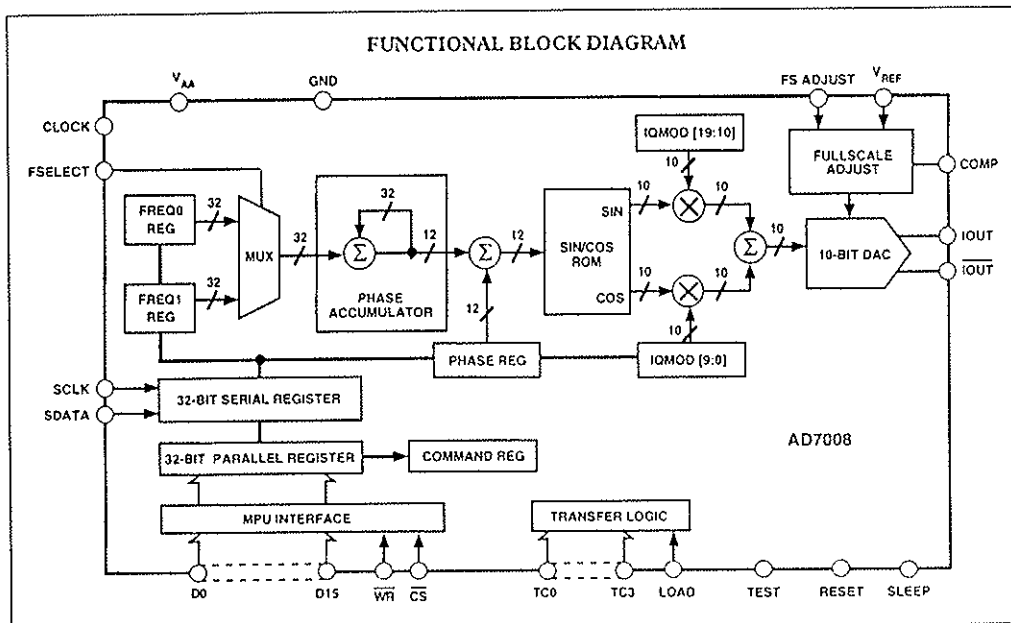 FUNCTIONAL BLOCK DIAGRAM
V_AA
GND
FS ADJUST
V_REF
CLOCK
FSELECT
IQMOD [19:10]
FULLSCALE
ADJUST
COMP
10
FREQ0
REG
32
MUX
32
32
12
Σ
Σ
12
10
SIN
10
10
SIN/COS
ROM
Σ
10
10-BIT DAC
IOUT
IOUT
FREQ1
REG
32
PHASE
ACCUMULATOR
12
COS
10
10
10
PHASE REG
IQMOD [9:0]
SCLK
SDATA
32-BIT SERIAL REGISTER
AD7008
32-BIT PARALLEL REGISTER
COMMAND REG
MPU INTERFACE
TRANSFER LOGIC
D0
D15
WR
CS
TC0
TC3
LOAD
TEST
RESET
SLEEP